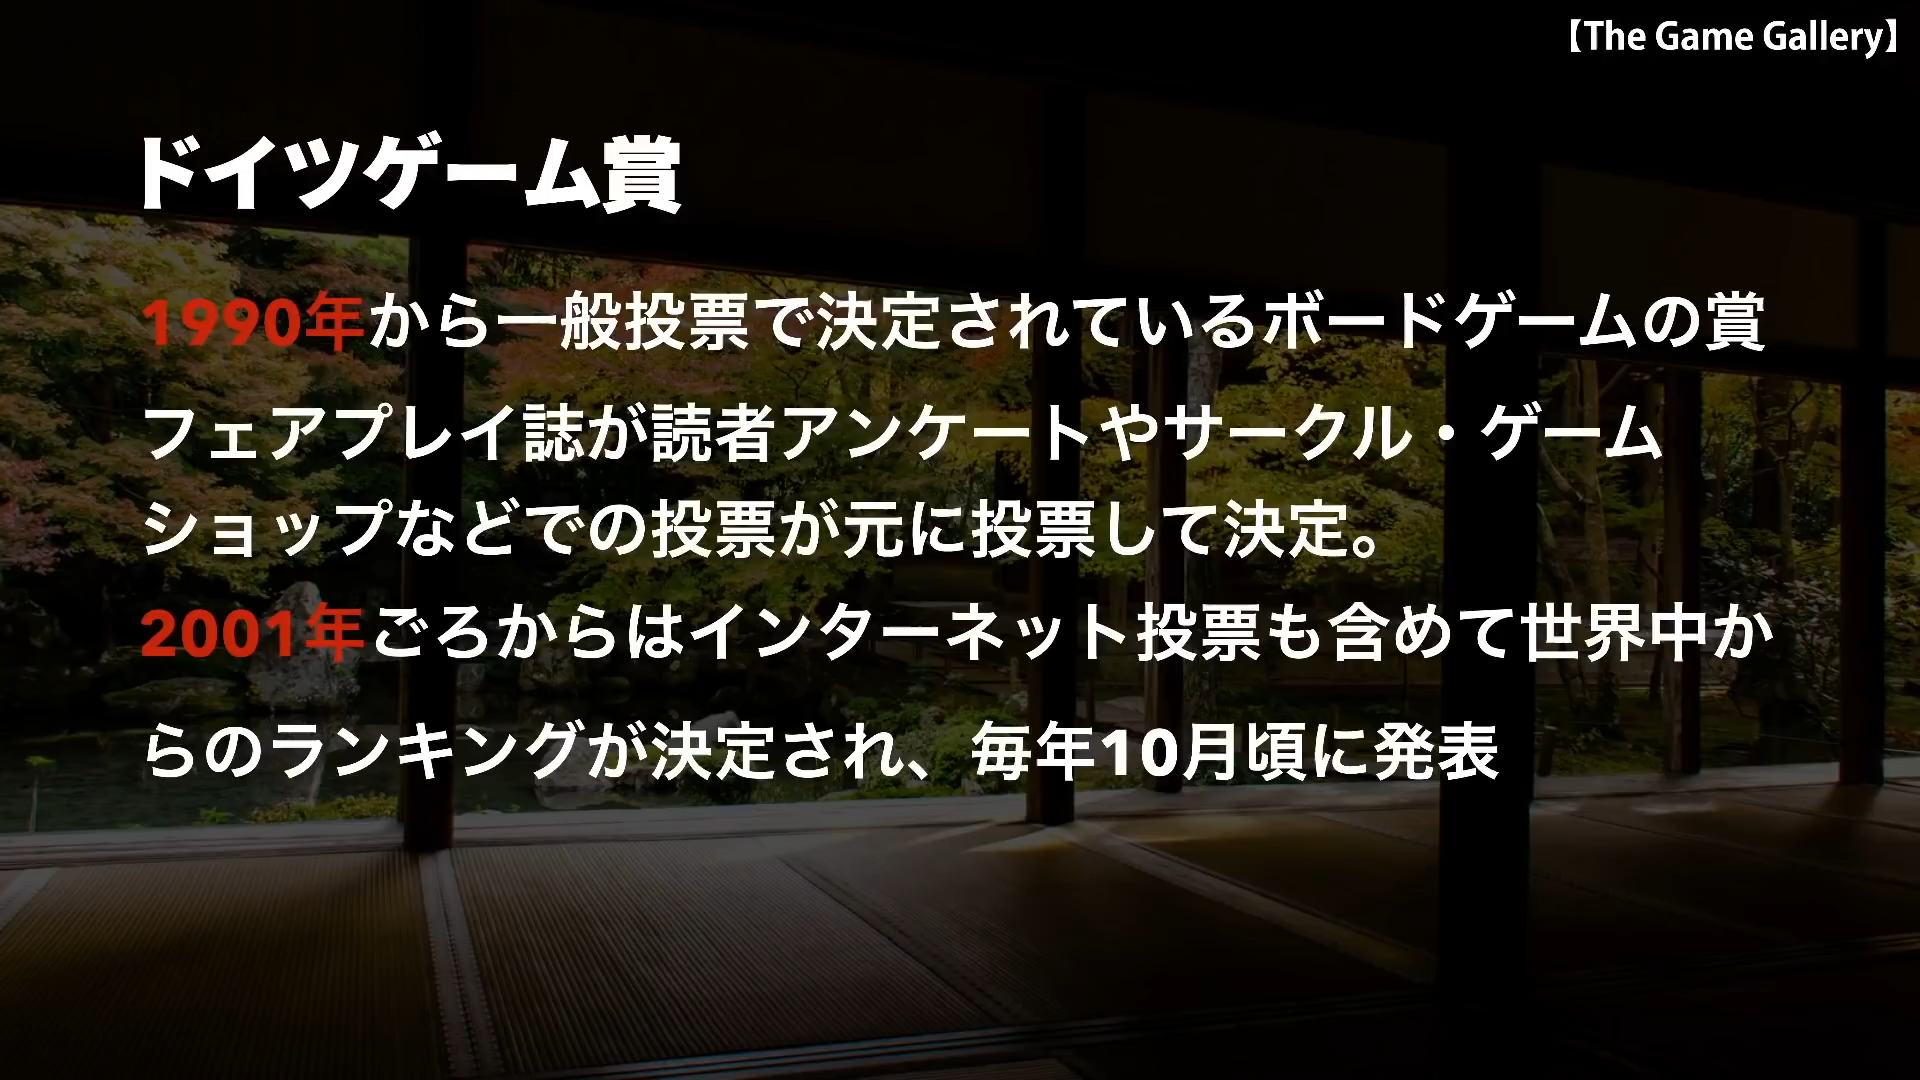 【The Game Gallery】
ドイツゲーム賞
1990年から一般投票で決定されているボードゲームの賞
フェアプレイ誌が読者アンケートやサークル・ゲーム
ショップなどでの投票が元に投票して決定。
2001年ごろからはインターネット投票も含めて世界中か
らのランキングが決定され、毎年10月頃に発表